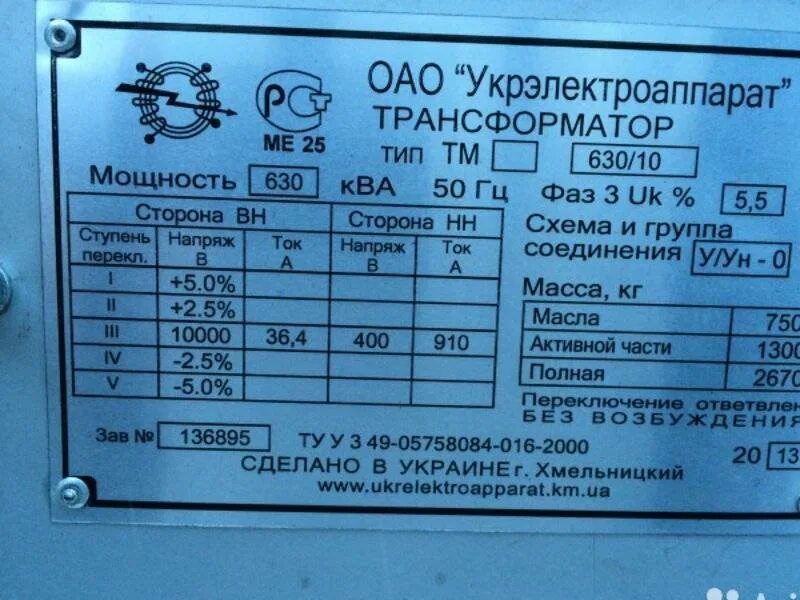 ОАО "Укрэлектроаппарат"
РСТ
МЕ 25
ТРАНСФОРМАТОР
ТИП ТМ 630/10
Мощность 630 кВА 50 Гц Фаз 3 Uk % 5,5
Сторона ВН Сторона НН
Ступень перекл. Напряж В Ток А Напряж В Ток А
I +5.0%
II +2.5%
III 10000 36,4 400 910
IV -2.5%
V -5.0%
Схема и группа
соединения У/Ун - 0
Масса, кг
Масла 750
Активной части 1300
Полная 2670
Переключение ответвлен
БЕЗ ВОЗБУЖДЕНИЯ
Зав № 136895 ТУ У 3 49-05758084-016-2000 20 13
СДЕЛАНО В УКРАИНЕ г. Хмельницкий
www.ukrelektroapparat.km.ua